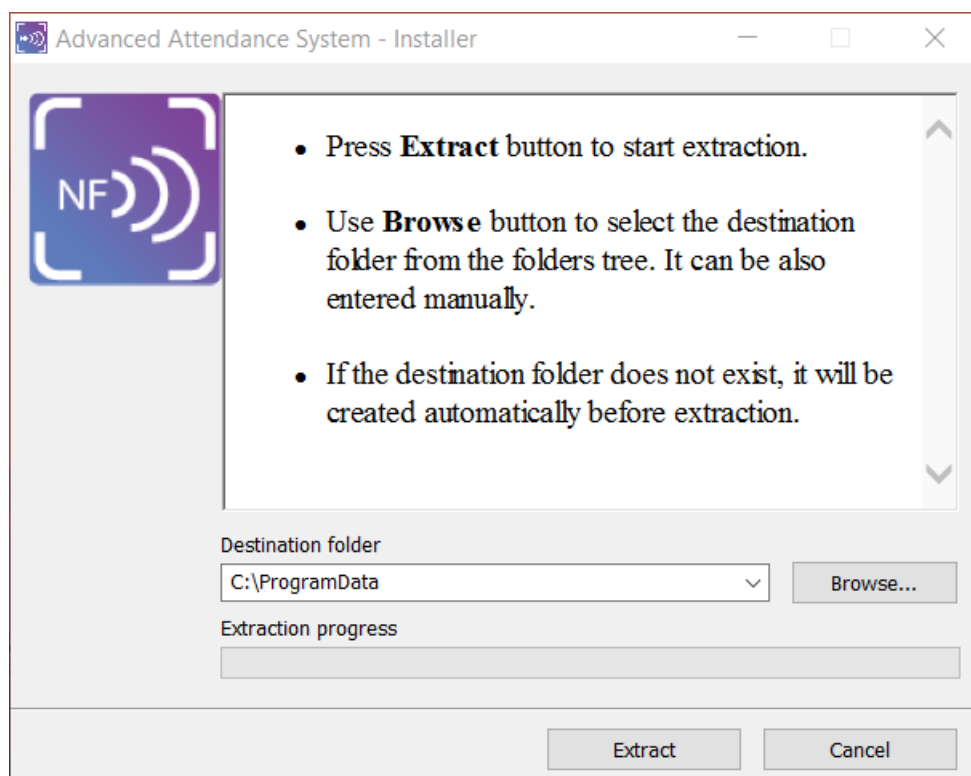 Advanced Attendance System - Installer
NF
Press Extract button to start extraction.
Use Browse button to select the destination
folder from the folders tree. It can be also
entered manually.
If the destination folder does not exist, it will be
created automatically before extraction.
Destination folder
C:\ProgramData
Browse...
Extraction progress
Extract
Cancel